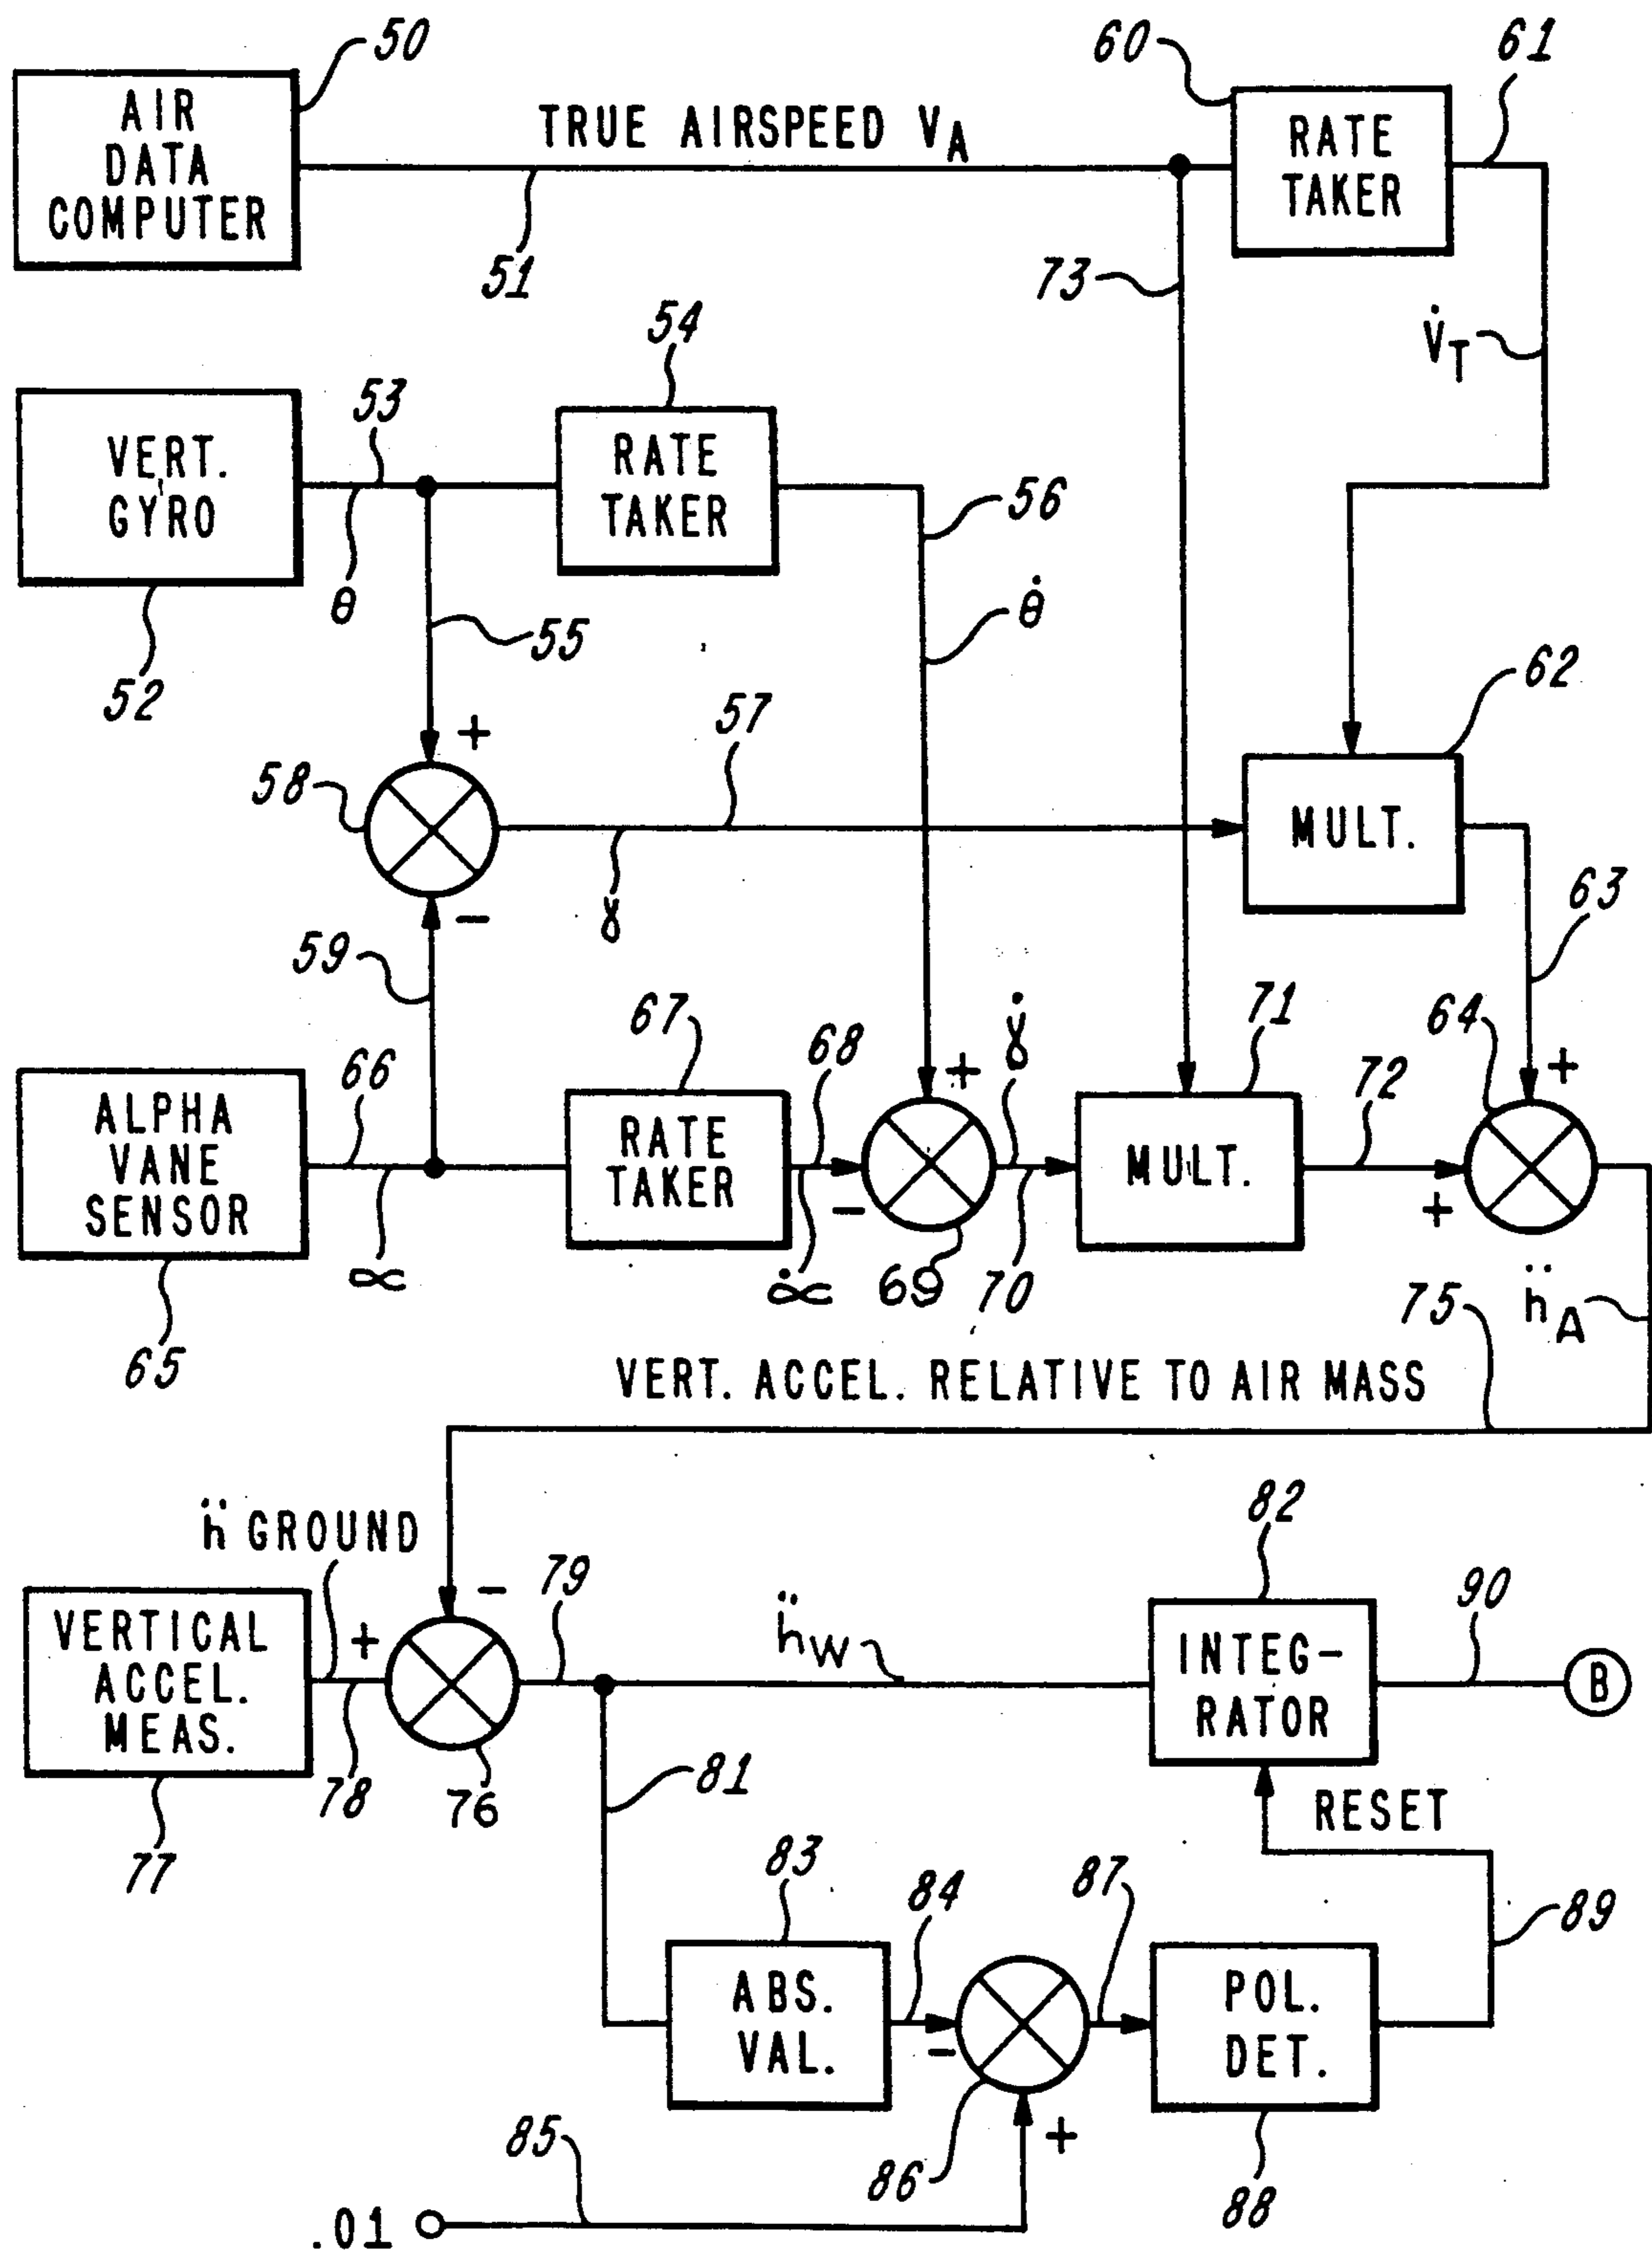 50
60
61
AIR
DATA
COMPUTER
TRUE AIRSPEED VA
RATE
TAKER
51
73
V̇T
54
53
VERT.
GYRO
RATE
TAKER
56
θ
θ̇
55
52
62
57
+
58
MULT.
−
γ
63
59
67
68
γ̇
71
64
66
+
72
+
ALPHA
VANE
SENSOR
RATE
TAKER
MULT.
−
+
∝
∝̇
69
70
75
ḧA
65
VERT. ACCEL. RELATIVE TO AIR MASS
82
ḧ GROUND
−
79
90
VERTICAL
ACCEL.
MEAS.
+
ḧW
INTEG-
RATOR
B
78
76
81
RESET
77
83
84
87
89
ABS.
VAL.
−
POL.
DET.
85
+
86
88
.01